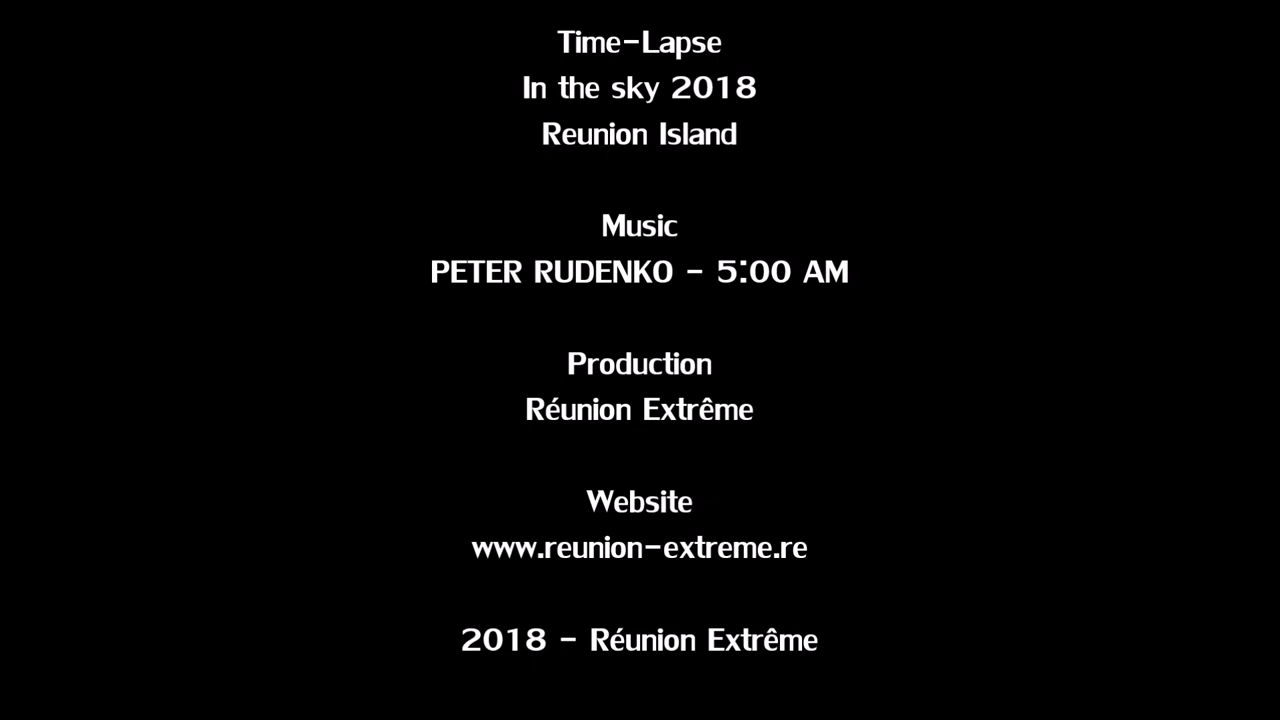 Time-Lapse
In the sky 2018
Reunion Island
Music
PETER RUDENKO - 5:00 AM
Production
Réunion Extrême
Website
www.reunion-extreme.re
2018 - Réunion Extrême